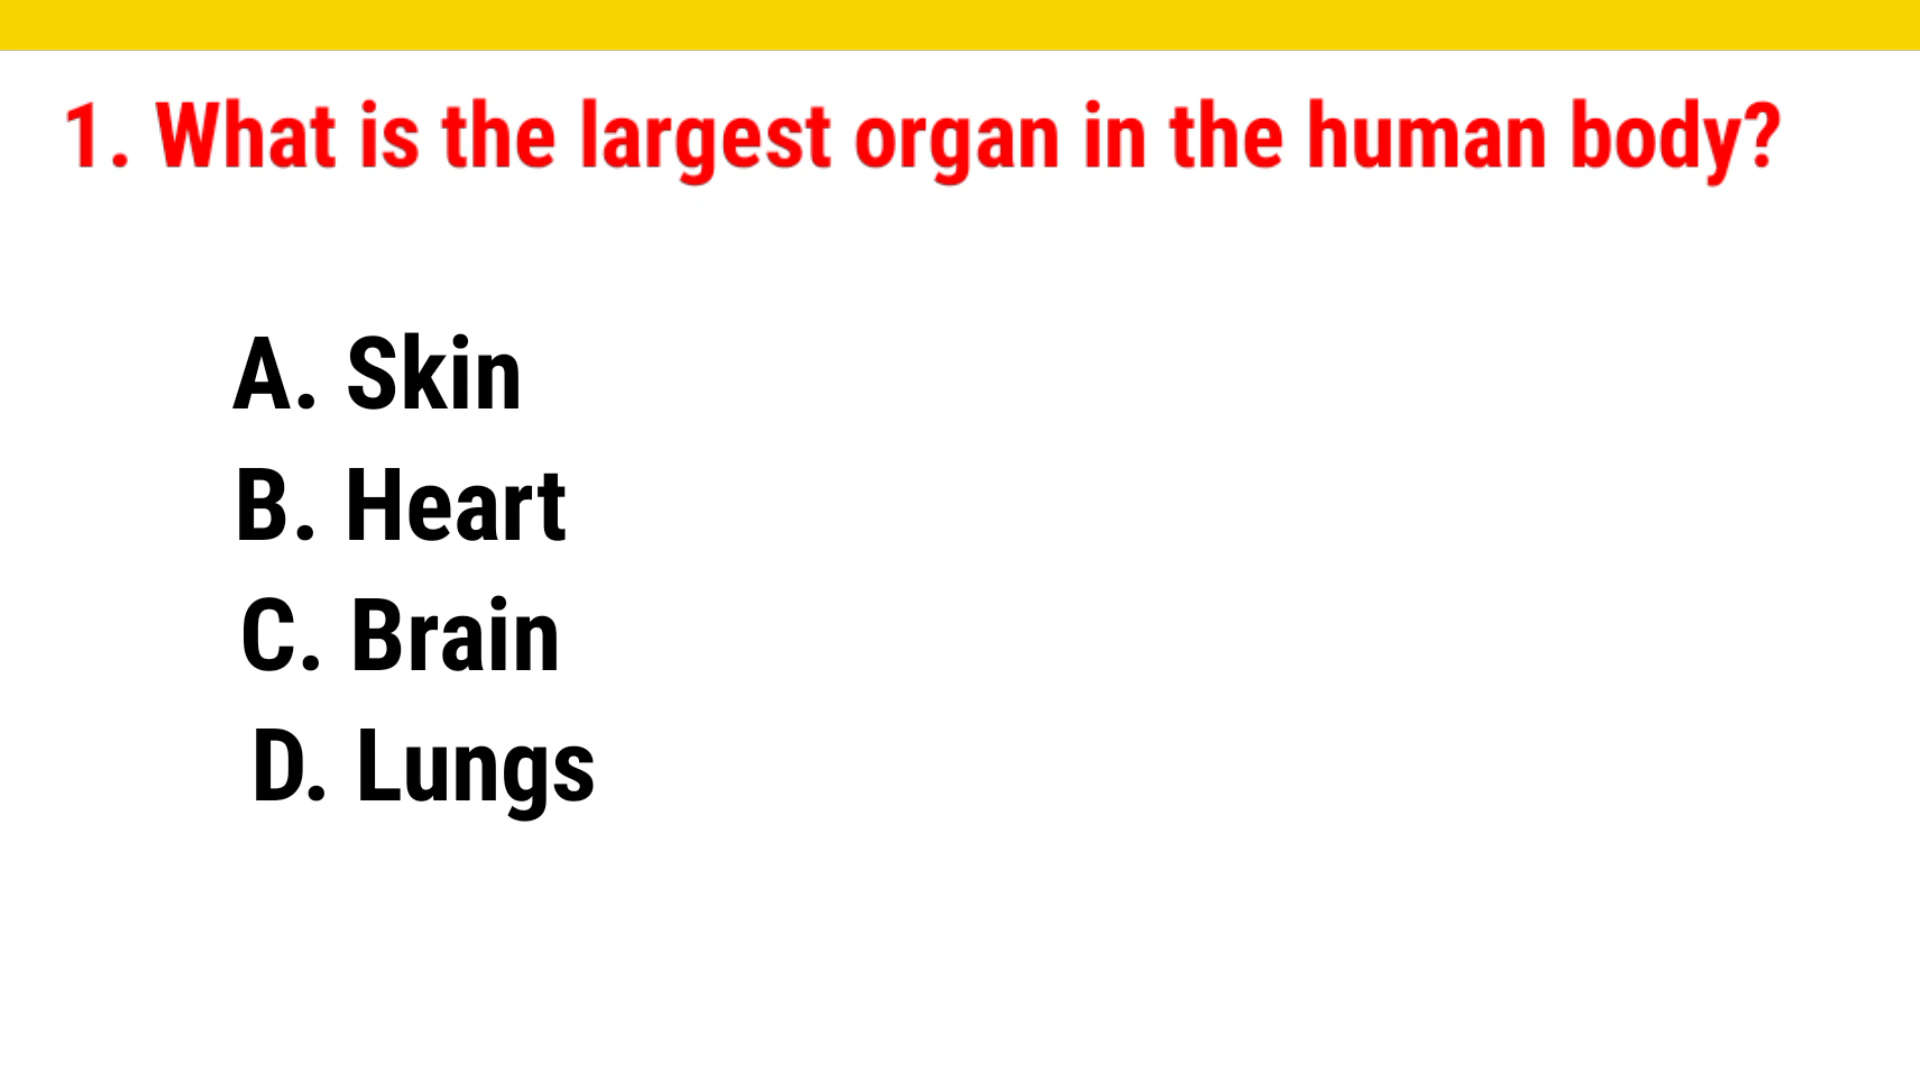 1. What is the largest organ in the human body?
A. Skin
B. Heart
C. Brain
D. Lungs